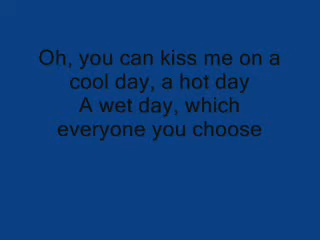 Oh, you can kiss me on a
cool day, a hot day
A wet day, which
everyone you choose